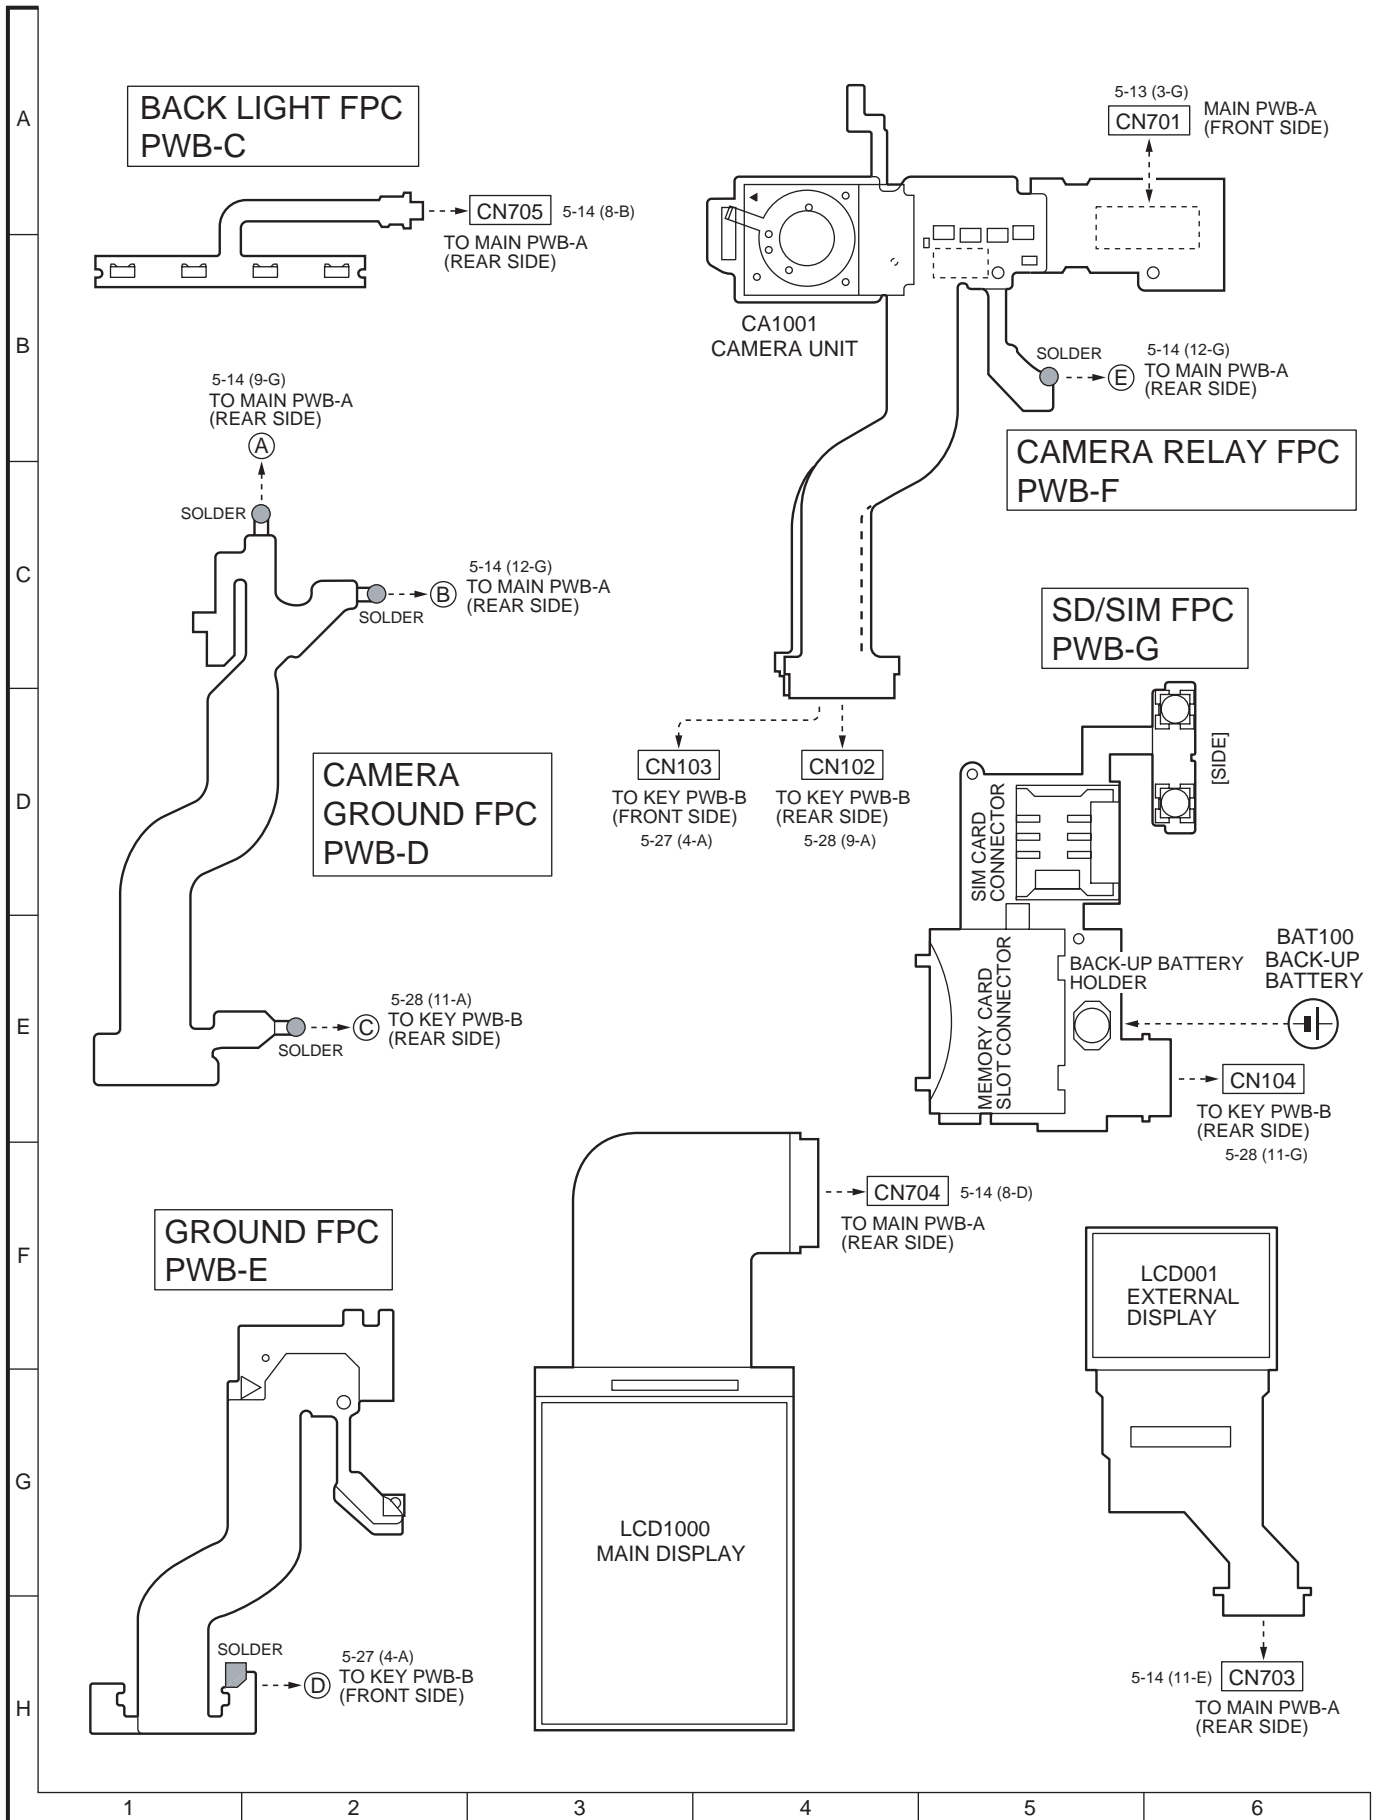 A
BACK LIGHT FPC
PWB-C
CN705 5-14 (8-B)
TO MAIN PWB-A
(REAR SIDE)
5-13 (3-G)
CN701
MAIN PWB-A
(FRONT SIDE)
B
CA1001
CAMERA UNIT
SOLDER
E
5-14 (12-G)
TO MAIN PWB-A
(REAR SIDE)
CAMERA RELAY FPC
PWB-F
5-14 (9-G)
TO MAIN PWB-A
(REAR SIDE)
A
SOLDER
C
5-14 (12-G)
B
TO MAIN PWB-A
(REAR SIDE)
SOLDER
SD/SIM FPC
PWB-G
[SIDE]
D
CAMERA
GROUND FPC
PWB-D
CN103
TO KEY PWB-B
(FRONT SIDE)
5-27 (4-A)
CN102
TO KEY PWB-B
(REAR SIDE)
5-28 (9-A)
SIM CARD
CONNECTOR
E
5-28 (11-A)
C
TO KEY PWB-B
(REAR SIDE)
SOLDER
MEMORY CARD
SLOT CONNECTOR
BACK-UP BATTERY
HOLDER
BAT100
BACK-UP
BATTERY
CN104
TO KEY PWB-B
(REAR SIDE)
5-28 (11-G)
F
GROUND FPC
PWB-E
CN704 5-14 (8-D)
TO MAIN PWB-A
(REAR SIDE)
LCD001
EXTERNAL
DISPLAY
G
LCD1000
MAIN DISPLAY
H
SOLDER
D
5-27 (4-A)
TO KEY PWB-B
(FRONT SIDE)
5-14 (11-E) CN703
TO MAIN PWB-A
(REAR SIDE)
1 2 3 4 5 6